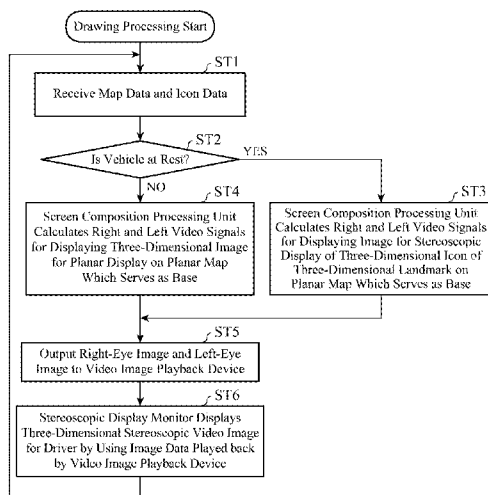 Drawing Processing Start
ST1
Receive Map Data and Icon Data
ST2
Is Vehicle at Rest?
YES
NO
ST4
Screen Composition Processing Unit
Calculates Right and Left Video Signals
for Displaying Three-Dimensional Image
for Planar Display on Planar Map
Which Serves as Base
ST3
Screen Composition Processing Unit
Calculates Right and Left Video Signals
for Displaying Image for Stereoscopic
Display of Three-Dimensional Icon of
Three-Dimensional Landmark on
Planar Map Which Serves as Base
ST5
Output Right-Eye Image and Left-Eye
Image to Video Image Playback Device
ST6
Stereoscopic Display Monitor Displays
Three-Dimensional Stereoscopic Video Image
for Driver by Using Image Data Played back
by Video Image Playback Device